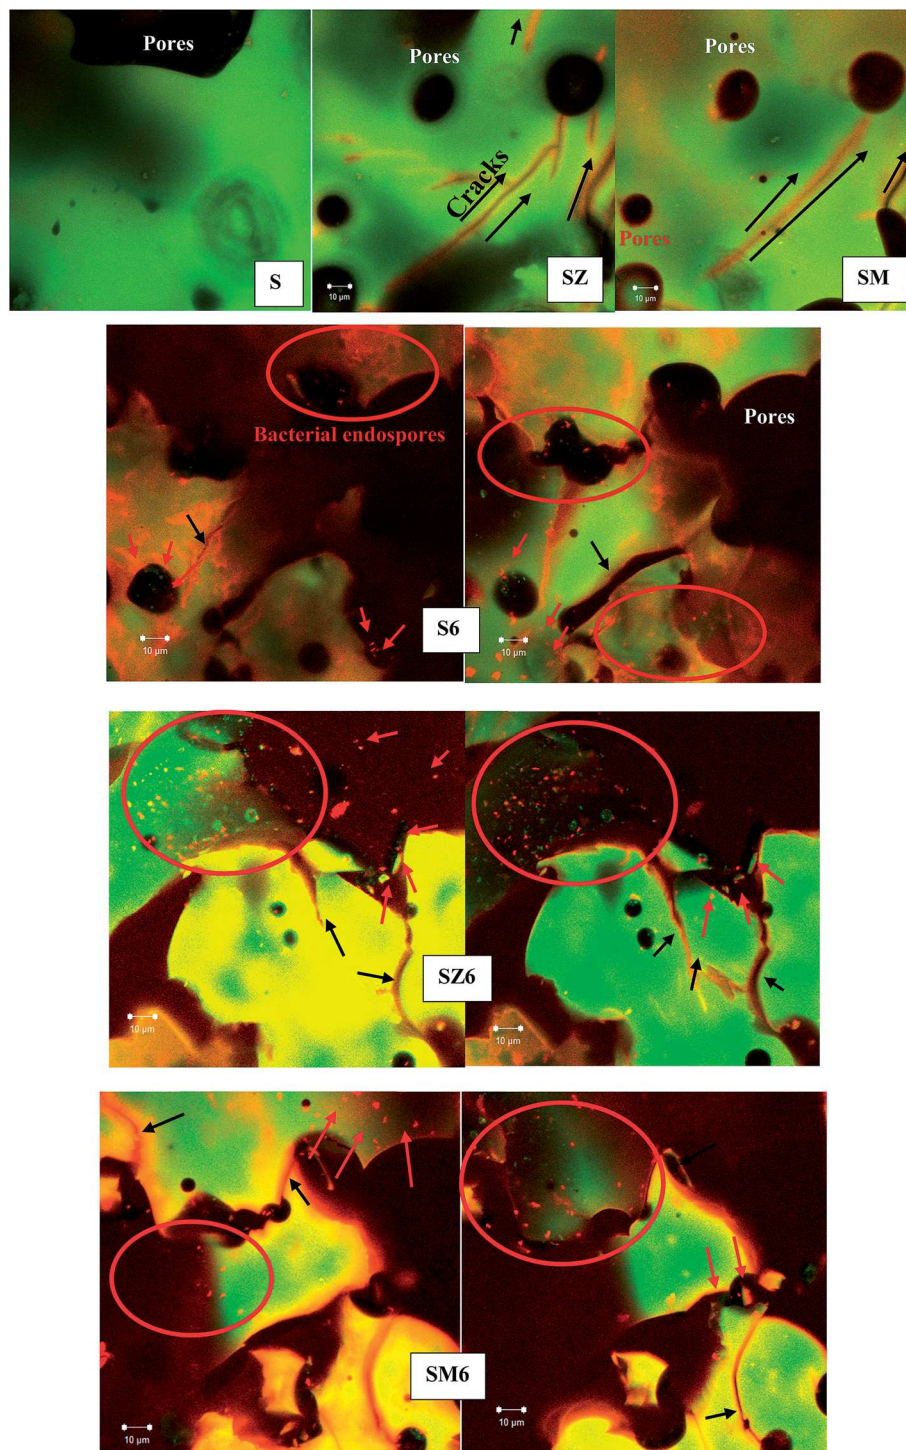 Pores
Pores
Pores
Cracks
Pores
S
SZ
SM
10 µm
10 µm
Bacterial endospores
Pores
S6
10 µm
10 µm
SZ6
10 µm
10 µm
SM6
10 µm
10 µm